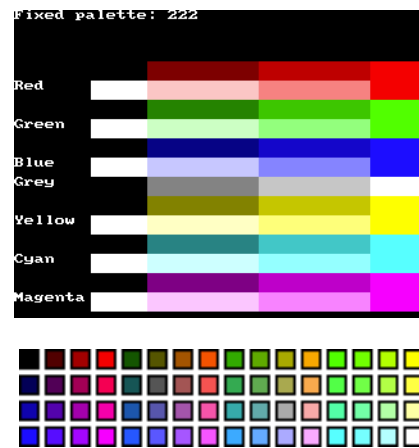 Fixed palette: 222
Red
Green
Blue
Grey
Yellow
Cyan
Magenta